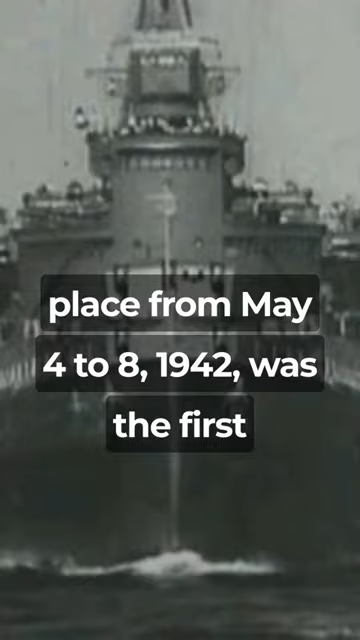 place from May
4 to 8, 1942, was
the first